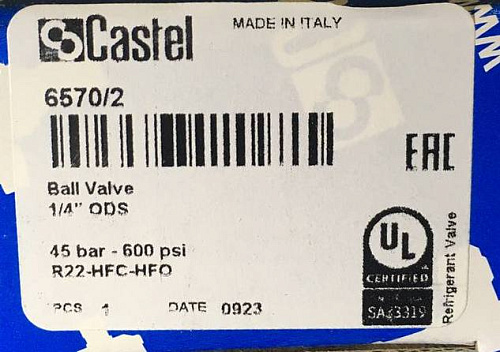 Castel
MADE IN ITALY
6570/2
EAC
Ball Valve
1/4" ODS
45 bar - 600 psi
R22-HFC-HFO
PCS 1 DATE 0923
UL
CERTIFIED
SA33319
Refrigerant Valve